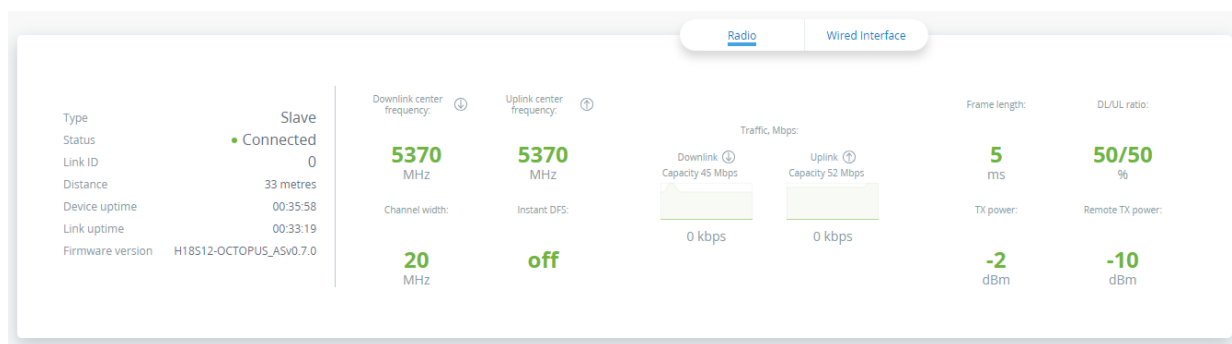 Radio
Wired Interface
Type Slave
Status Connected
Link ID 0
Distance 33 metres
Device uptime 00:35:58
Link uptime 00:33:19
Firmware version H18S12-OCTOPUS_ASv0.7.0
Downlink center
frequency:
5370
MHz
Uplink center
frequency:
5370
MHz
Channel width:
20
MHz
Instant DFS:
off
Traffic, Mbps:
Downlink
Capacity 45 Mbps
0 kbps
Uplink
Capacity 52 Mbps
0 kbps
Frame length:
5
ms
DL/UL ratio:
50/50
%
TX power:
-2
dBm
Remote TX power:
-10
dBm